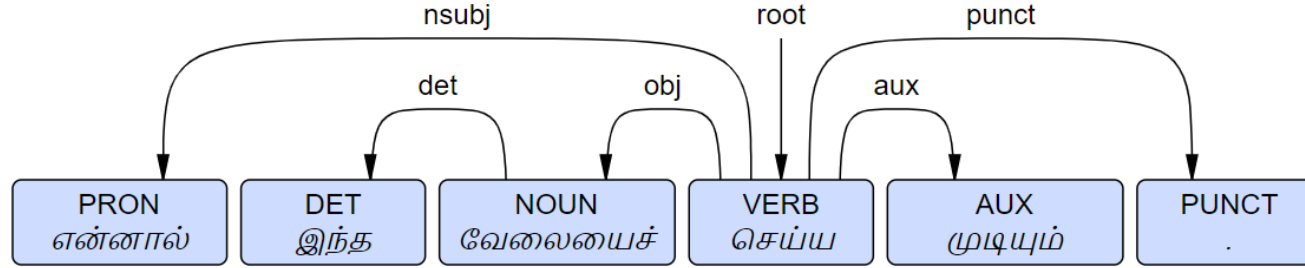 nsubj root punct
det obj aux
PRON DET NOUN VERB AUX PUNCT
என்னால் இந்த வேலையைச் செய்ய முடியும் .